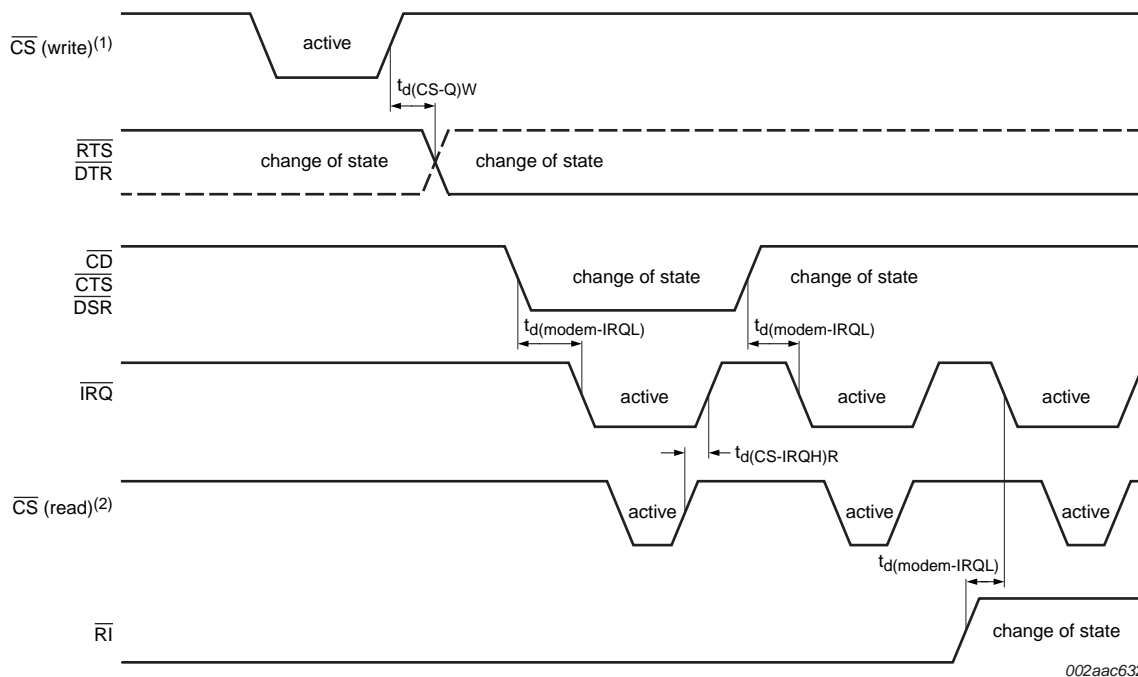 CS (write)(1)
active
td(CS-Q)W
RTS
DTR
change of state
change of state
CD
CTS
DSR
change of state
change of state
td(modem-IRQL)
td(modem-IRQL)
IRQ
active
active
active
td(CS-IRQH)R
CS (read)(2)
active
active
active
td(modem-IRQL)
RI
change of state
002aac632